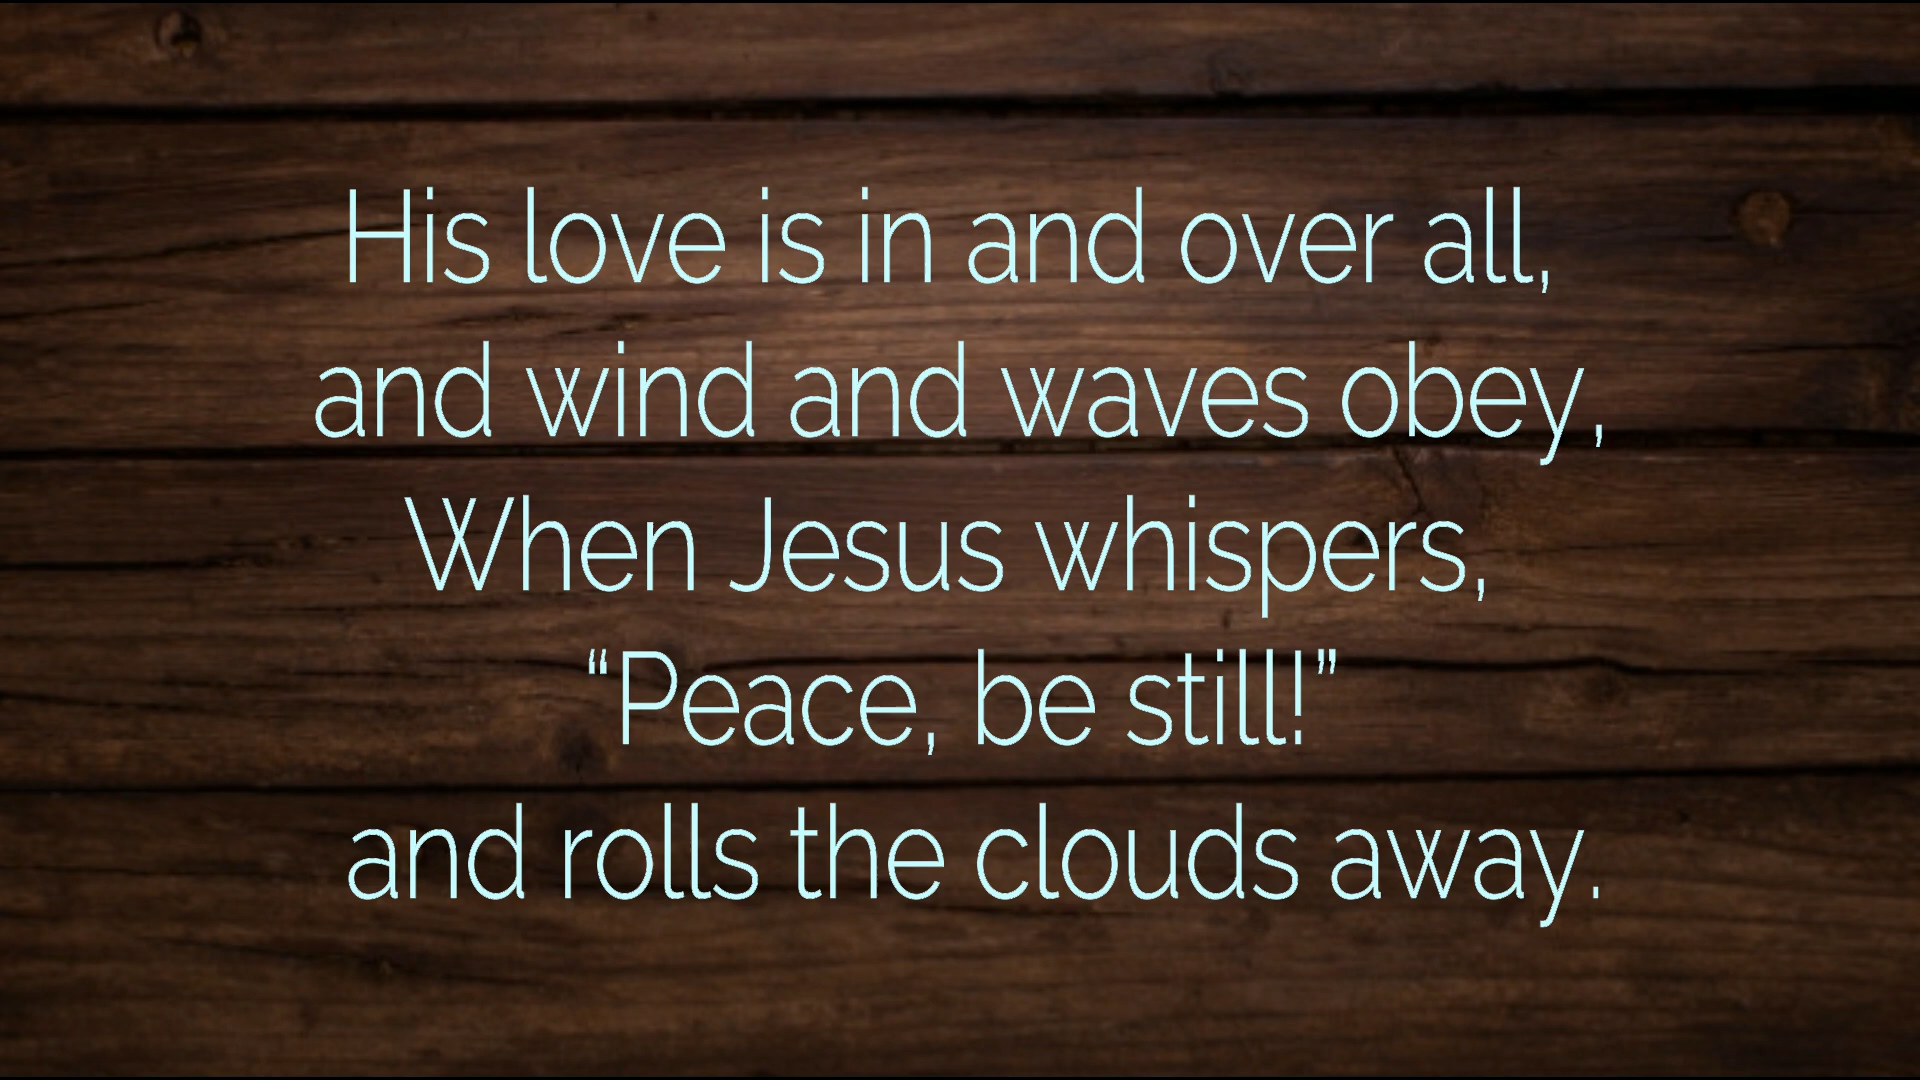 His love is in and over all,
and wind and waves obey,
When Jesus whispers,
“Peace, be still!”
and rolls the clouds away.